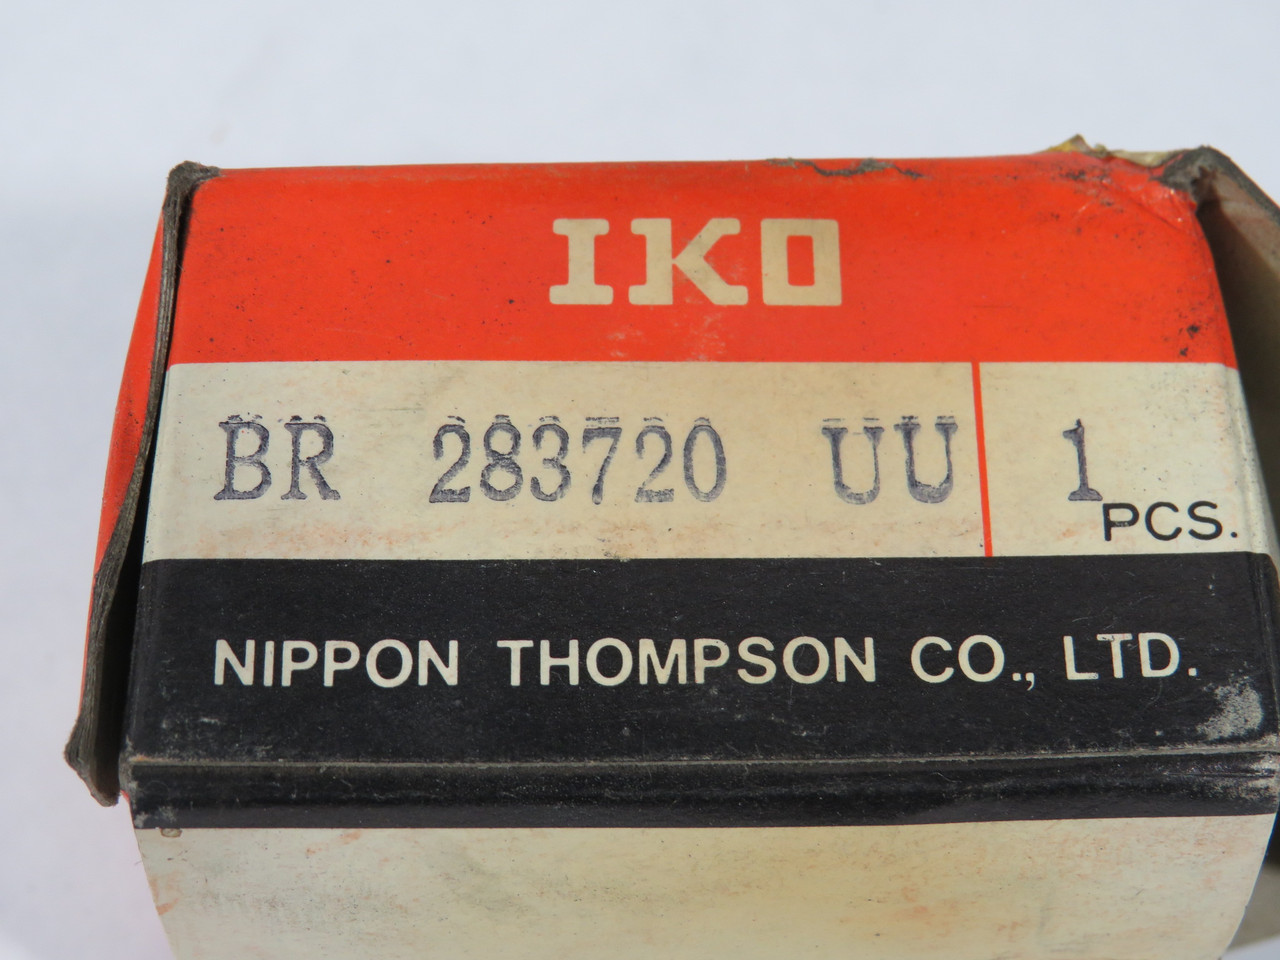 IKO
BR 283720 UU 1 PCS.
NIPPON THOMPSON CO., LTD.